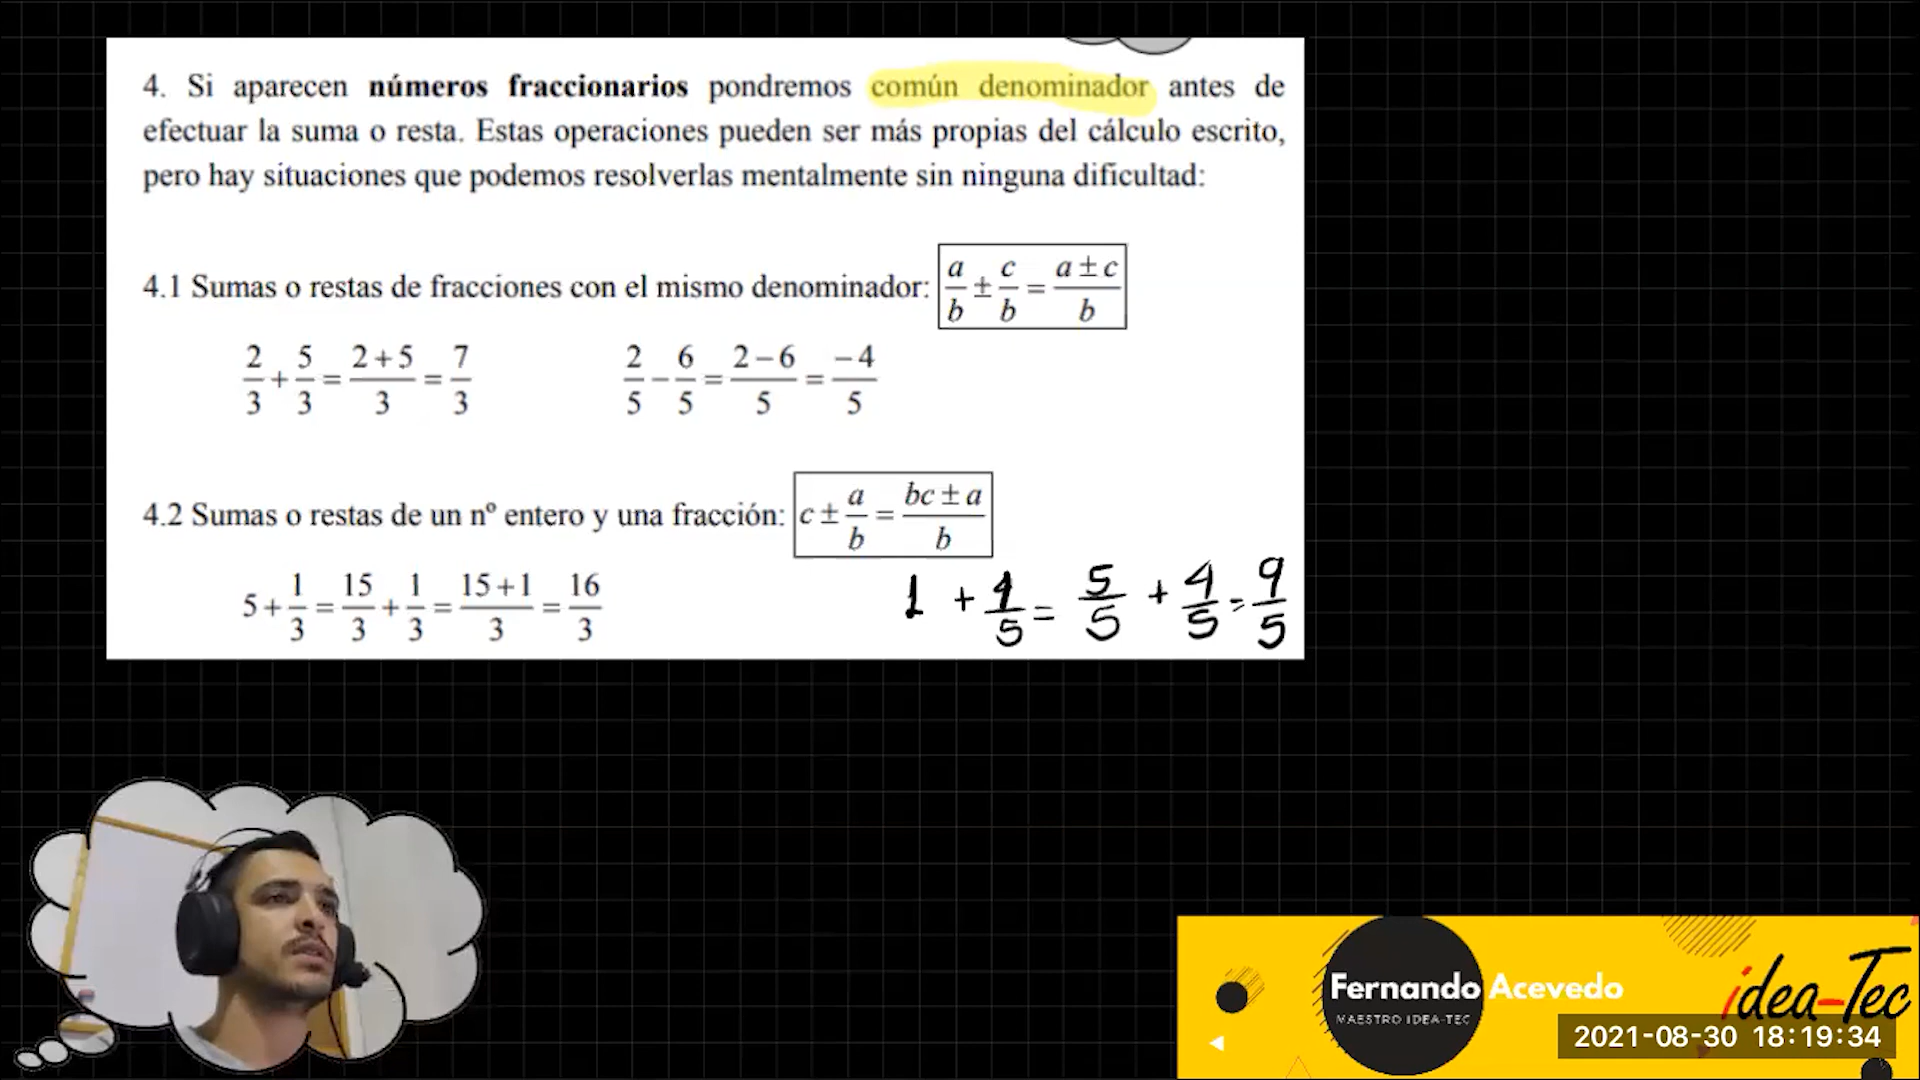 4. Si aparecen números fraccionarios pondremos común denominador antes de
efectuar la suma o resta. Estas operaciones pueden ser más propias del cálculo escrito,
pero hay situaciones que podemos resolverlas mentalmente sin ninguna dificultad:
4.1 Sumas o restas de fracciones con el mismo denominador: a/b ± c/b = (a ± c)/b
2/3 + 5/3 = (2+5)/3 = 7/3    2/5 − 6/5 = (2−6)/5 = −4/5
4.2 Sumas o restas de un nº entero y una fracción: c ± a/b = (bc ± a)/b
5 + 1/3 = 15/3 + 1/3 = (15+1)/3 = 16/3
1 + 4/5 = 5/5 + 4/5 = 9/5
Fernando Acevedo
MAESTRO IDEA-TEC
idea-Tec
2021-08-30 18:19:34